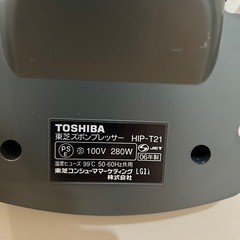 TOSHIBA
東芝ズボンプレッサー HIP-T21
PS E 100V 280W JET
温度ヒューズ 99℃ 50-60Hz共用 06年製
東芝コンシューママーケティング
株式会社 LG1i